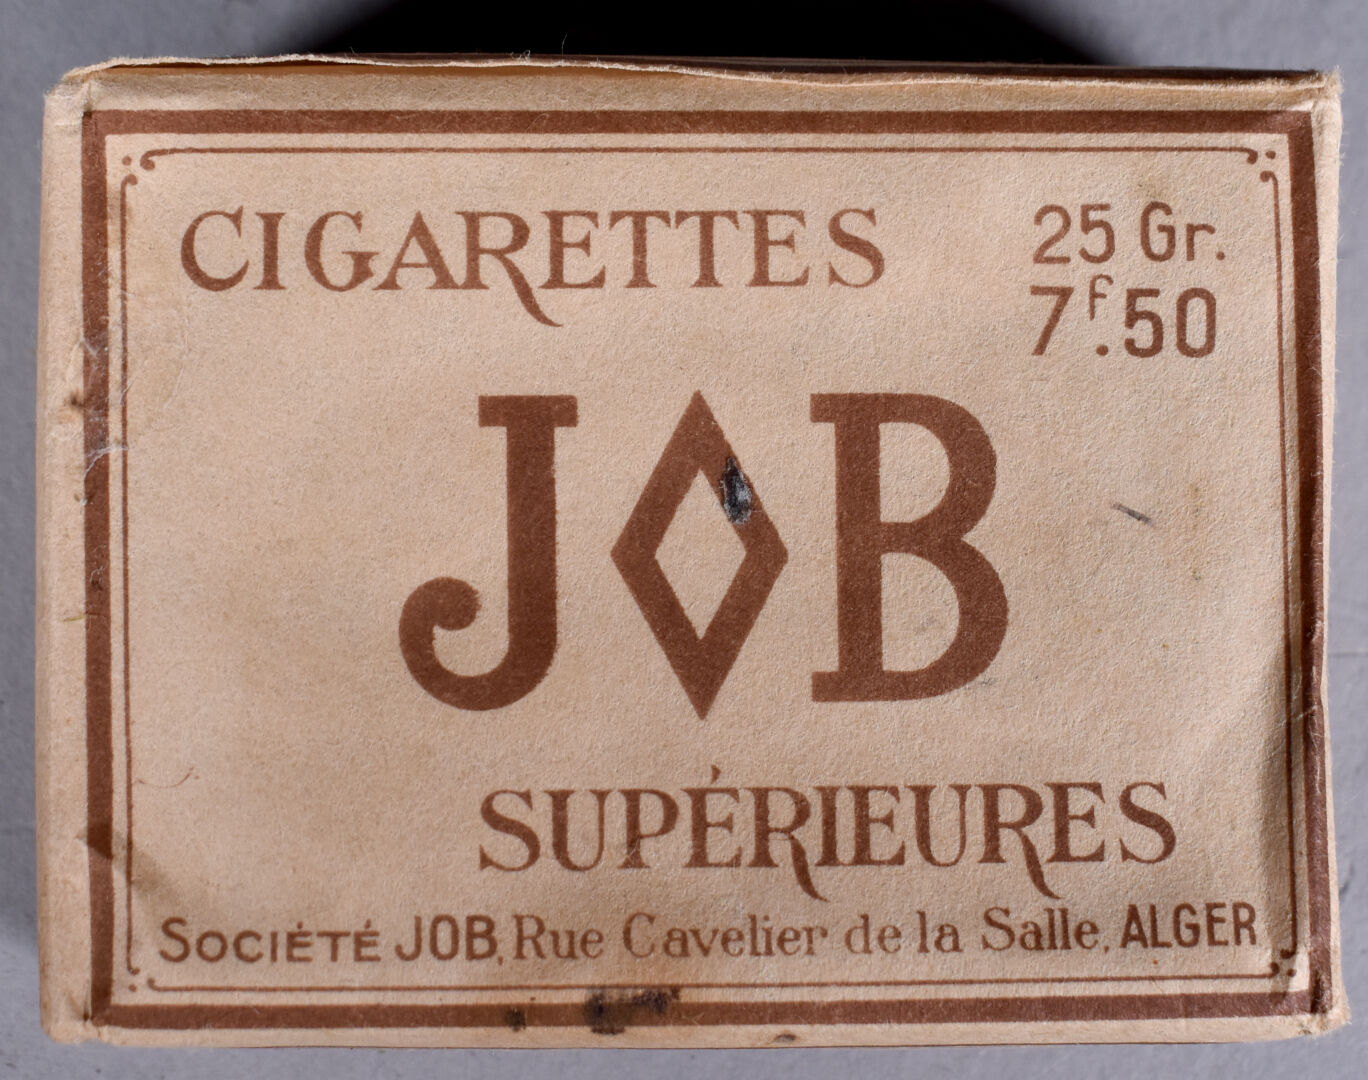 CIGARETTES
25 Gr.
7f.50
JOB
SUPÉRIEURES
SOCIÉTÉ JOB, Rue Cavelier de la Salle, ALGER